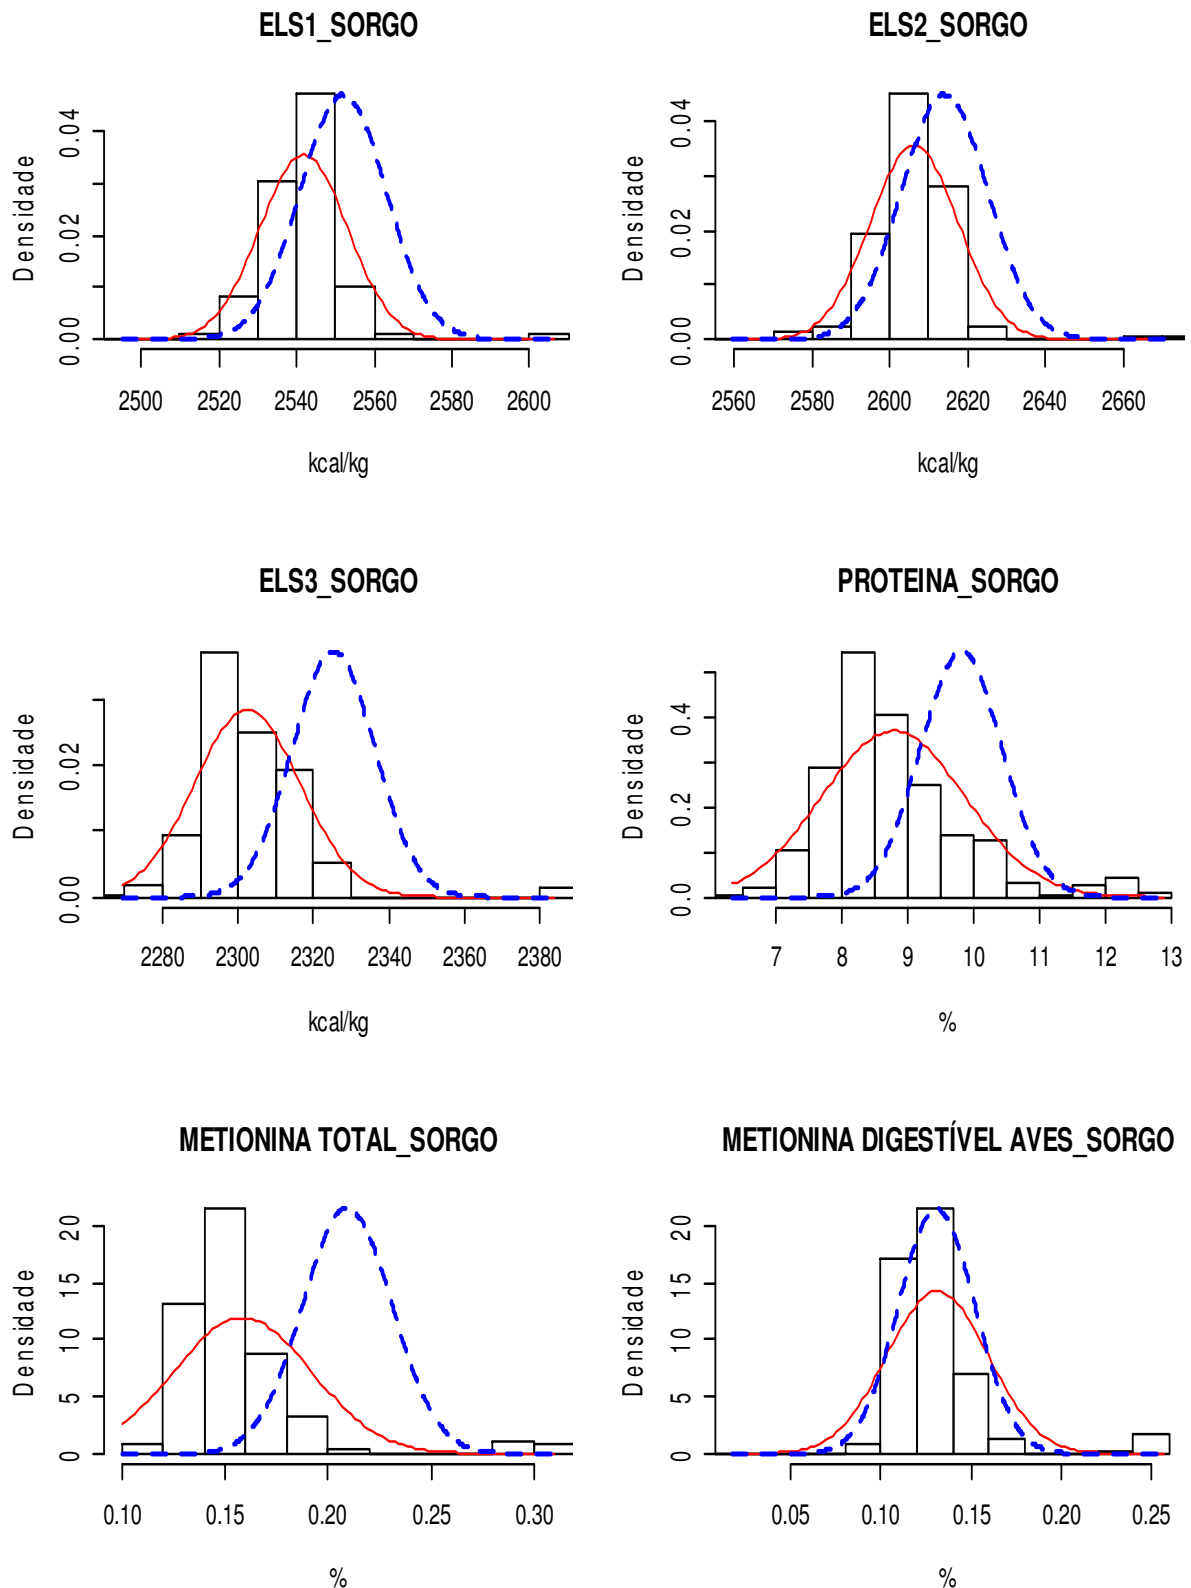 ELS1_SORGO
Densidade
0.00 0.02 0.04
2500 2520 2540 2560 2580 2600
kcal/kg
ELS2_SORGO
Densidade
0.00 0.02 0.04
2560 2580 2600 2620 2640 2660
kcal/kg
ELS3_SORGO
Densidade
0.00 0.02
2280 2300 2320 2340 2360 2380
kcal/kg
PROTEINA_SORGO
Densidade
0.0 0.2 0.4
7 8 9 10 11 12 13
%
METIONINA TOTAL_SORGO
Densidade
0 5 10 15 20
0.10 0.15 0.20 0.25 0.30
%
METIONINA DIGESTÍVEL AVES_SORGO
Densidade
0 5 10 15 20
0.05 0.10 0.15 0.20 0.25
%